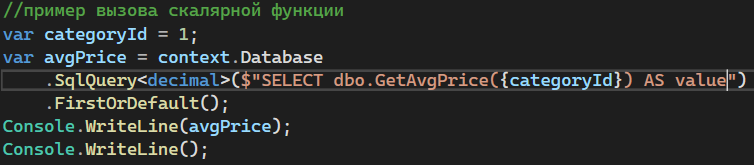 //пример вызова скалярной функции
var categoryId = 1;
var avgPrice = context.Database
.SqlQuery<decimal>($"SELECT dbo.GetAvgPrice({categoryId}) AS value")
.FirstOrDefault();
Console.WriteLine(avgPrice);
Console.WriteLine();